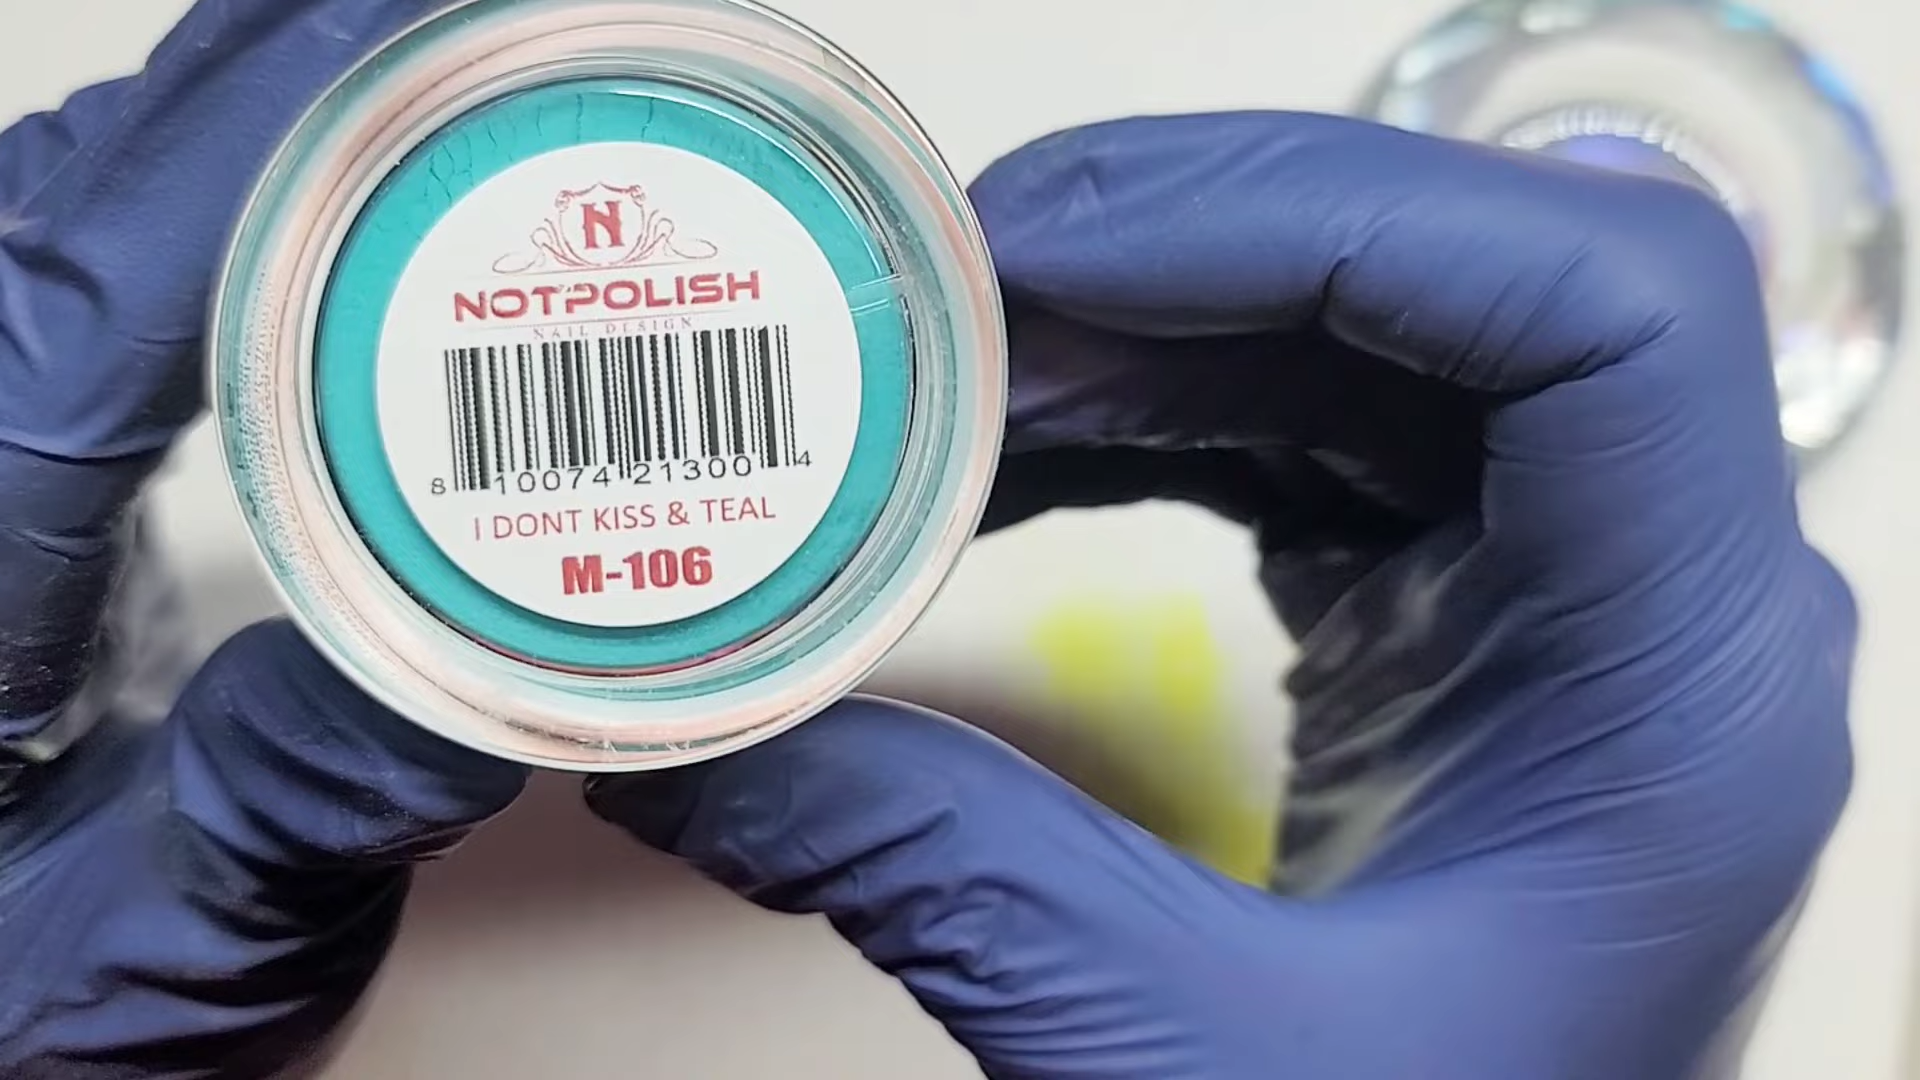 N
NOTPOLISH
NAIL DESIGN
8 10074 21300 4
I DONT KISS & TEAL
M-106